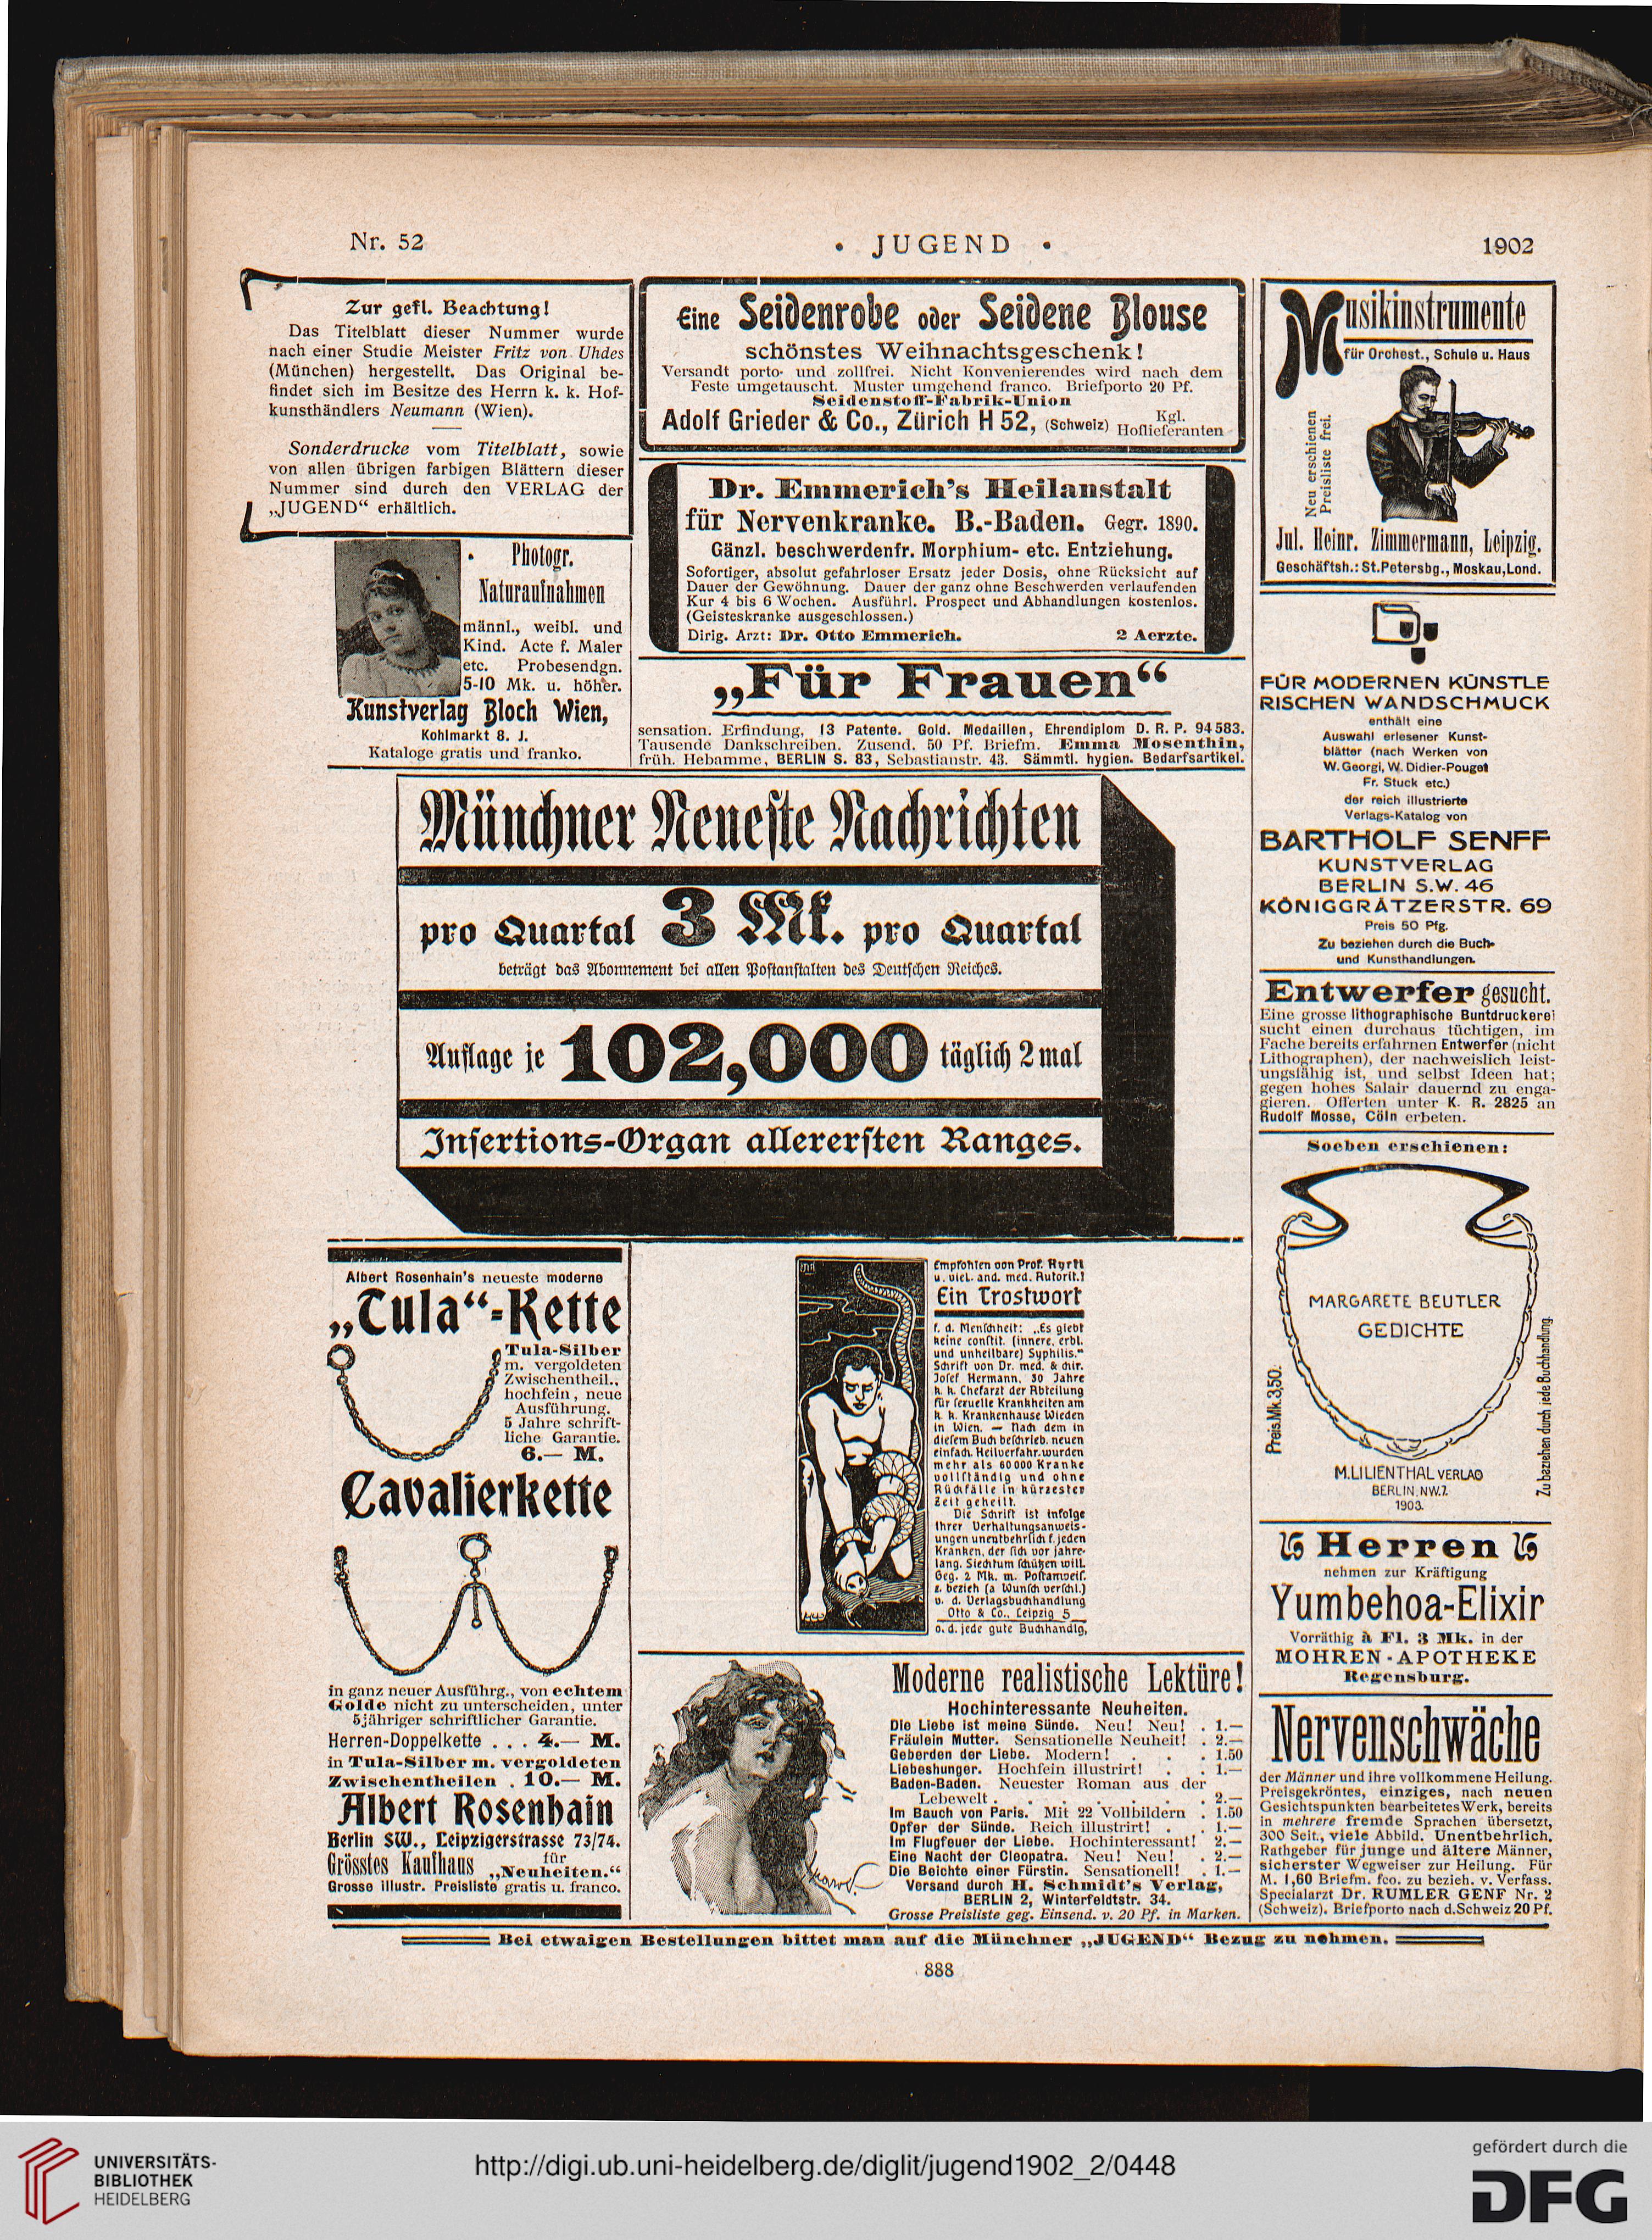 Nr. 52
• JUGEND •
1902
Zur gefl. Beachtung!
Das Titelblatt dieser Nummer wurde
nach einer Studie Meister Fritz von Uhdes
(München) hergestellt. Das Original be-
findet sich im Besitze des Herrn k. k. Hof-
kunsthändlers Neumann (Wien).
Sonderdrucke vom Titelblatt, sowie
von allen übrigen farbigen Blättern dieser
Nummer sind durch den VERLAG der
„JUGEND“ erhältlich.
Photogr.
Naturaufnahmen
männl., weibl. und
Kind. Acte f. Maler
etc. Probesendgn.
5-10 Mk. u. höher.
Kunstverlag Bloch Wien,
Kohlmarkt 8. J.
Kataloge gratis und franko.
Eine Seidenrobe oder Seidene Blouse
schönstes Weihnachtsgeschenk!
Versandt porto- und zollfrei. Nicht Konvenierendes wird nach dem
Feste umgetauscht. Muster umgehend franco. Briefporto 20 Pf.
Seidenstoff-Fabrik-Union
Adolf Grieder & Co., Zürich H 52, (Schweiz) Kgl. Hoflieferanten
Dr. Emmerich's Heilanstalt
für Nervenkranke. B.-Baden. Gegr. 1890.
Gänzl. beschwerdenfr. Morphium- etc. Entziehung.
Sofortiger, absolut gefahrloser Ersatz jeder Dosis, ohne Rücksicht auf
Dauer der Gewöhnung. Dauer der ganz ohne Beschwerden verlaufenden
Kur 4 bis 6 Wochen. Ausführl. Prospect und Abhandlungen kostenlos.
(Geisteskranke ausgeschlossen.)
Dirig. Arzt: Dr. Otto Emmerich. 2 Aerzte.
„Für Frauen“
sensation. Erfindung, 13 Patente. Gold. Medaillen, Ehrendiplom D. R. P. 94583.
Tausende Dankschreiben. Zusend. 50 Pf. Briefm. Emma Mosenthin,
früh. Hebamme, BERLIN S. 83, Sebastianstr. 43. Sämmtl. hygien. Bedarfsartikel.
Münchner Neueste Nachrichten
pro Quartal 3 Mk. pro Quartal
beträgt das Abonnement bei allen Postanstalten des Deutschen Reiches.
Auflage je 102,000 täglich 2 mal
Insertions-Organ allerersten Ranges.
Albert Rosenhain's neueste moderne
„Tula“-Kette
Tula-Silber
m. vergoldeten
Zwischentheil.,
hochfein, neue
Ausführung.
5 Jahre schrift-
liche Garantie.
6.— M.
Cavalierkette
in ganz neuer Ausführg., von echtem
Golde nicht zu unterscheiden, unter
5jähriger schriftlicher Garantie.
Herren-Doppelkette . . . 4.— M.
in Tula-Silber m. vergoldeten
Zwischentheilen . 10.— M.
Albert Rosenhain
Berlin SW., Leipzigerstrasse 73/74.
Grösstes Kaufhaus für „Neuheiten.“
Grosse illustr. Preisliste gratis u. franco.
Empfohlen von Prof. Hyrtl
u. viel. and. med. Autorit.!
Ein Trostwort
f. d. Menschheit: „Es giebt
keine constit. (innere, erbl.
und unheilbare) Syphilis.“
Schrift von Dr. med. & chir.
Josef Hermann, 30 Jahre
k. k. Chefarzt der Abteilung
für sexuelle Krankheiten am
k. k. Krankenhause Wieden
in Wien. — Nach dem in
diesem Buch beschrieb. neuen
einfach. Heilverfahr. wurden
mehr als 60000 Kranke
vollständig und ohne
Rückfälle in kürzester
Zeit geheilt.
Die Schrift ist infolge
ihrer Verhaltungsanweis-
ungen unentbehrlich f. jeden
Kranken, der sich vor jahre-
lang. Siechtum schützen will.
Geg. 2 Mk. m. Postanweis.
z. bezieh (a Wunsch verschl.)
v. d. Verlagsbuchhandlung
Otto & Co., Leipzig 5
o. d. jede gute Buchhandlg,
Moderne realistische Lektüre!
Hochinteressante Neuheiten.
Die Liebe ist meine Sünde. Neu! Neu! . 1.—
Fräulein Mutter. Sensationelle Neuheit! . 2.—
Geberden der Liebe. Modern! . . . 1.50
Liebeshunger. Hochfein illustrirt! . . 1.—
Baden-Baden. Neuester Roman aus der
Lebewelt . . . . . . . 2.—
Im Bauch von Paris. Mit 22 Vollbildern . 1.50
Opfer der Sünde. Reich illustrirt! . . 1.—
Im Flugfeuer der Liebe. Hochinteressant! 2.—
Eine Nacht der Cleopatra. Neu! Neu! . 2.—
Die Beichte einer Fürstin. Sensationell! . 1.—
Versand durch H. Schmidt's Verlag,
BERLIN 2, Winterfeldtstr. 34.
Grosse Preisliste geg. Einsend. v. 20 Pf. in Marken.
Musikinstrumente
für Orchest., Schule u. Haus
Neu erschienen
Preisliste frei.
Jul. Heinr. Zimmermann, Leipzig.
Geschäftsh.: St.Petersbg., Moskau, Lond.
FÜR MODERNEN KÜNSTLE
RISCHEN WANDSCHMUCK
enthält eine
Auswahl erlesener Kunst-
blätter (nach Werken von
W. Georgi, W. Didier-Pouget
Fr. Stuck etc.)
der reich illustrierte
Verlags-Katalog von
BARTHOLF SENFF
KUNSTVERLAG
BERLIN S.W. 46
KÖNIGGRÄTZERSTR. 69
Preis 50 Pfg.
Zu beziehen durch die Buch-
und Kunsthandlungen.
Entwerfer gesucht.
Eine grosse lithographische Buntdruckerei
sucht einen durchaus tüchtigen, im
Fache bereits erfahrnen Entwerfer (nicht
Lithographen), der nachweislich leist-
ungsfähig ist, und selbst Ideen hat;
gegen hohes Salair dauernd zu enga-
gieren. Offerten unter K. R. 2825 an
Rudolf Mosse, Cöln erbeten.
Soeben erschienen:
MARGARETE BEUTLER
GEDICHTE
Preis.Mk.3,50.
Zu beziehen durch jede Buchhandlung.
M.LILIENTHAL VERLAG
BERLIN.NW.7.
1903.
Herren
nehmen zur Kräftigung
Yumbehoa-Elixir
Vorräthig à Fl. 3 Mk. in der
MOHREN-APOTHEKE
Regensburg.
Nervenschwäche
der Männer und ihre vollkommene Heilung.
Preisgekröntes, einziges, nach neuen
Gesichtspunkten bearbeitetes Werk, bereits
in mehrere fremde Sprachen übersetzt,
300 Seit., viele Abbild. Unentbehrlich.
Rathgeber für junge und ältere Männer,
sicherster Wegweiser zur Heilung. Für
M. 1,60 Briefm. fco. zu bezieh. v. Verfass.
Specialarzt Dr. RUMLER GENF Nr. 2
(Schweiz). Briefporto nach d.Schweiz 20 Pf.
Bei etwaigen Bestellungen bittet man auf die Münchner „JUGEND“ Bezug zu nehmen.
888
UNIVERSITÄTS-
BIBLIOTHEK
HEIDELBERG
http://digi.ub.uni-heidelberg.de/diglit/jugend1902_2/0448
gefördert durch die
DFG